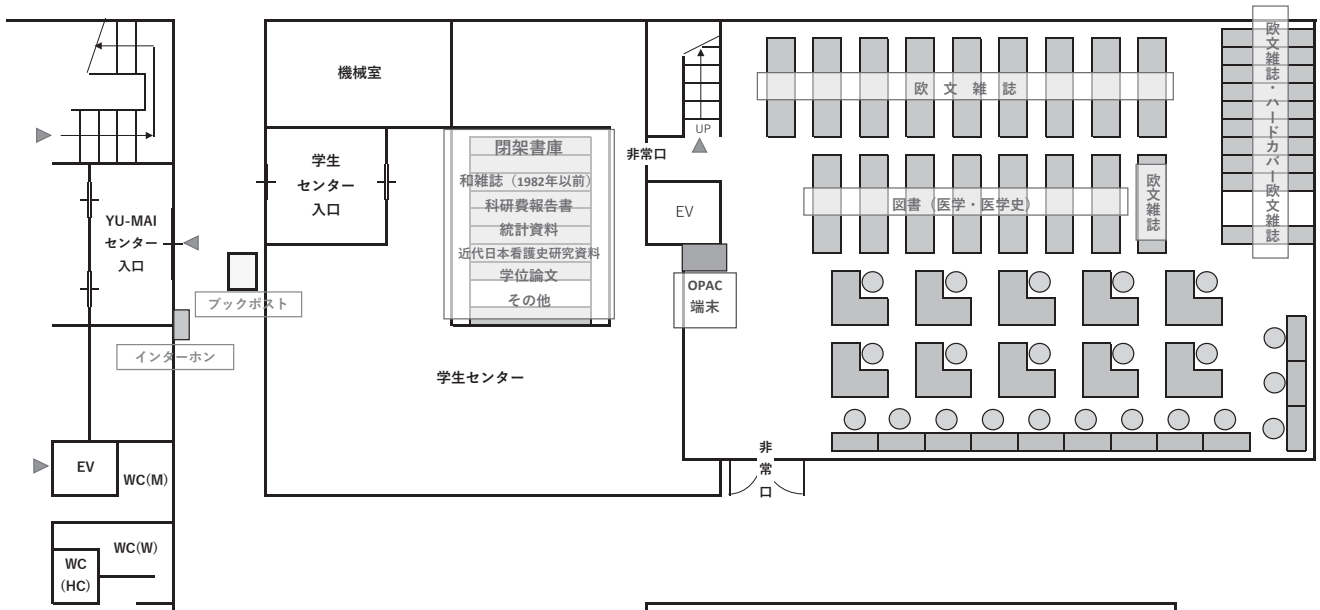 機械室
学生
センター
入口
YU-MAI
センター
入口
ブックポスト
インターホン
EV
WC(M)
WC(W)
WC
(HC)
閉架書庫
和雑誌（1982年以前）
科研費報告書
統計資料
近代日本看護史研究資料
学位論文
その他
学生センター
UP
非常口
EV
OPAC
端末
欧文雑誌
図書（医学・医学史）
欧文雑誌
欧文雑誌・ハードカバー欧文雑誌
非常口